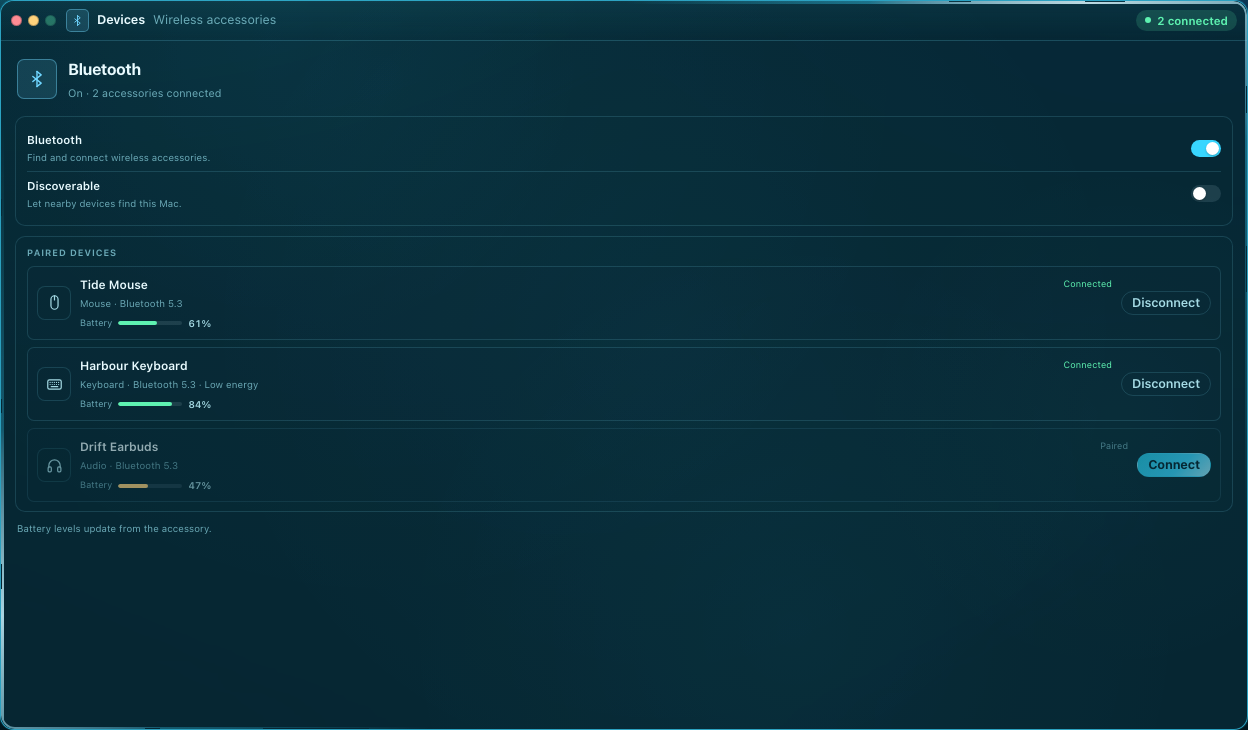 Devices Wireless accessories
2 connected
Bluetooth
On · 2 accessories connected
Bluetooth
Find and connect wireless accessories.
Discoverable
Let nearby devices find this Mac.
PAIRED DEVICES
Tide Mouse
Mouse · Bluetooth 5.3
Battery 61%
Connected
Disconnect
Harbour Keyboard
Keyboard · Bluetooth 5.3 · Low energy
Battery 84%
Connected
Disconnect
Drift Earbuds
Audio · Bluetooth 5.3
Battery 47%
Paired
Connect
Battery levels update from the accessory.